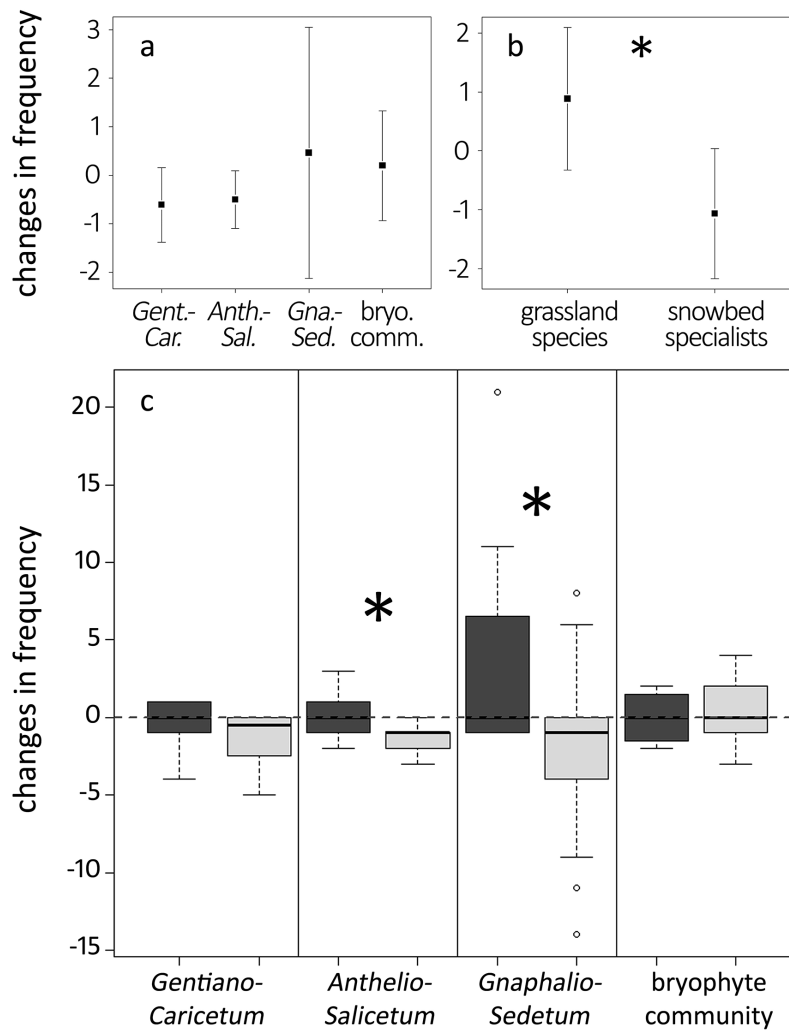 changes in frequency
a
3
2
1
0
-1
-2
Gent.-
Car.
Anth.-
Sal.
Gna.-
Sed.
bryo.
comm.
b
*
2
1
0
-1
-2
grassland
species
snowbed
specialists
changes in frequency
c
20
15
10
5
0
-5
-10
-15
*
*
Gentiano-
Caricetum
Anthelio-
Salicetum
Gnaphalio-
Sedetum
bryophyte
community